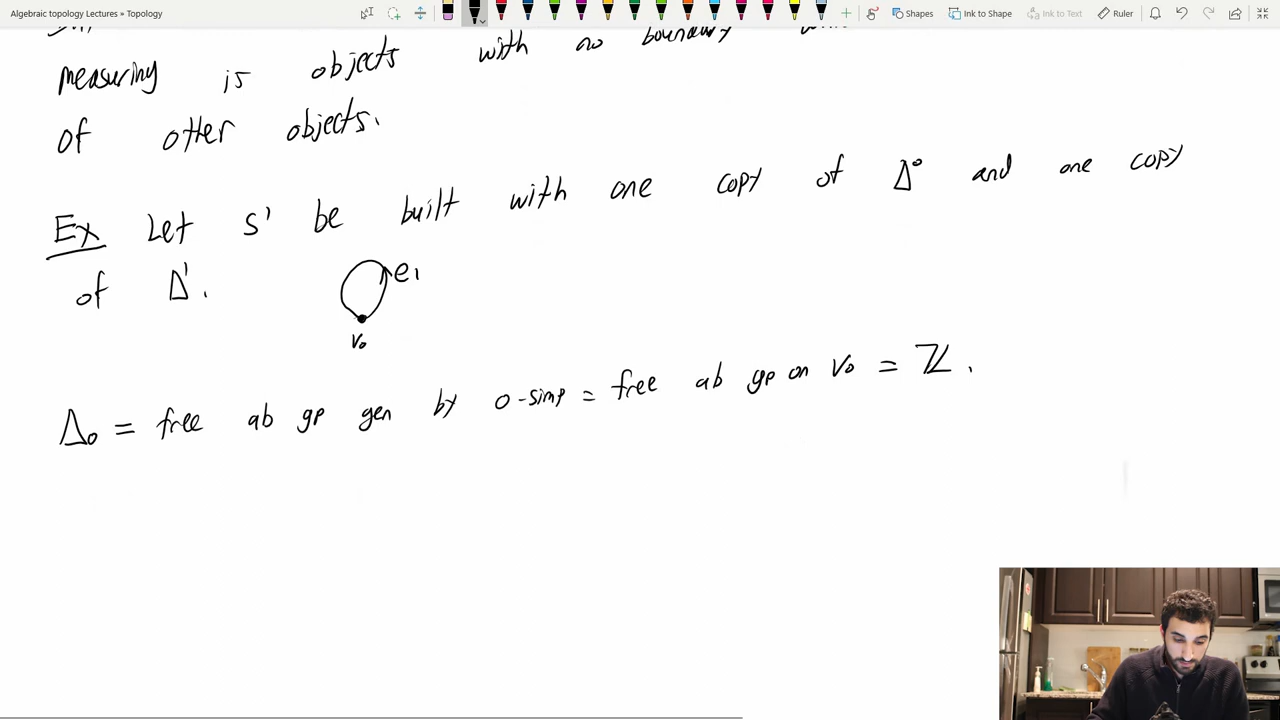 Algebraic topology Lectures » Topology
Shapes
Ink to Shape
Ink to Text
Ruler
measuring is objects with no boundary
of otter objects.
Ex Let S' be built with one copy of Δ⁰ and one copy
of Δ¹.
e₁
v₀
Δ₀ = free ab gp gen by 0-simp = free ab gp on v₀ = ℤ.